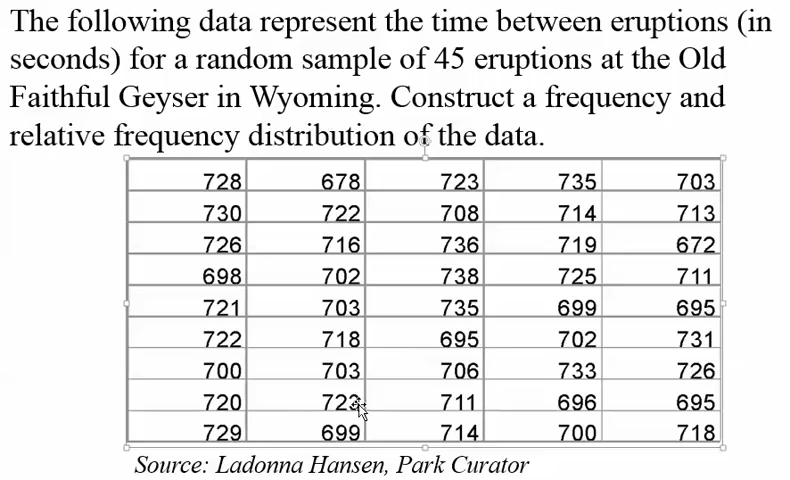 The following data represent the time between eruptions (in
seconds) for a random sample of 45 eruptions at the Old
Faithful Geyser in Wyoming. Construct a frequency and
relative frequency distribution of the data.
728 678 723 735 703
730 722 708 714 713
726 716 736 719 672
698 702 738 725 711
721 703 735 699 695
722 718 695 702 731
700 703 706 733 726
720 711 696 695
729 699 714 700 718
Source: Ladonna Hansen, Park Curator